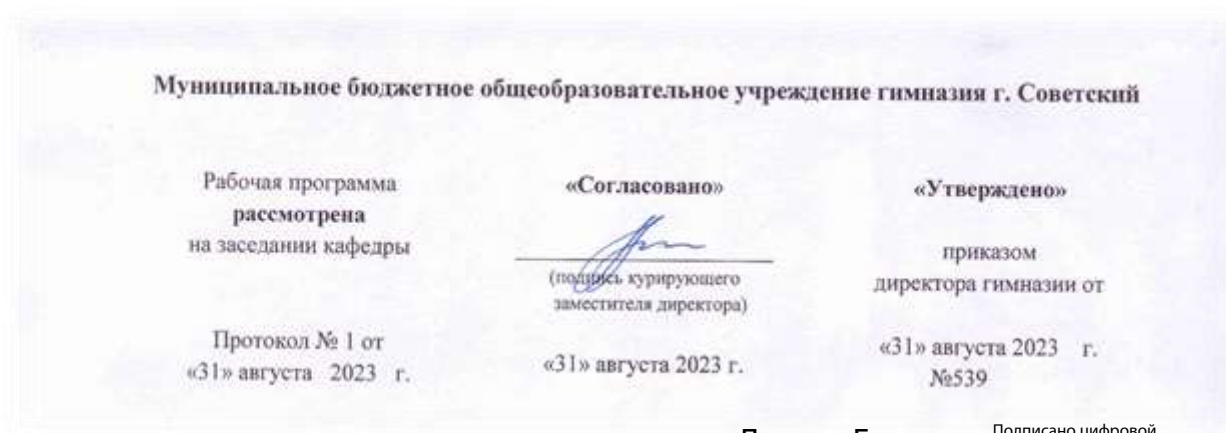 Муниципальное бюджетное общеобразовательное учреждение гимназия г. Советский
Рабочая программа
рассмотрена
на заседании кафедры
Протокол № 1 от
«31» августа 2023 г.
«Согласовано»
(подпись курирующего
заместителя директора)
«31» августа 2023 г.
«Утверждено»
приказом
директора гимназии от
«31» августа 2023 г.
№539
Подписано цифровой